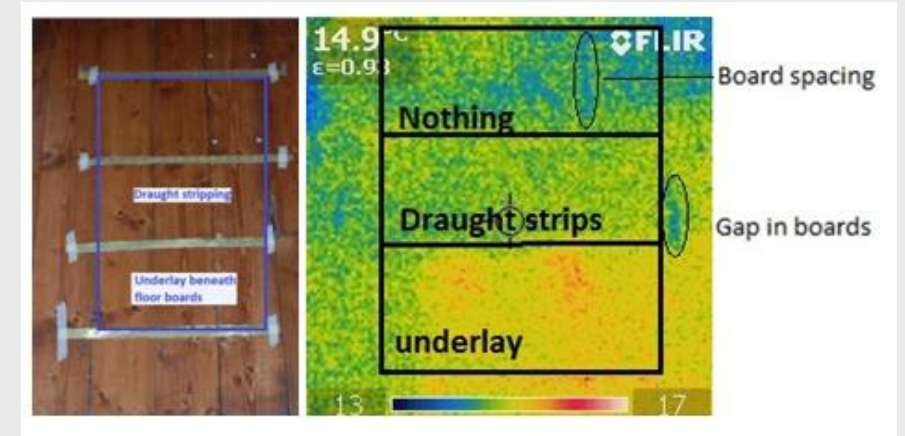 Draught stripping
Underlay beneath
floor boards
14.9°C
ε=0.93
FLIR
Nothing
Draught strips
underlay
13
17
Board spacing
Gap in boards